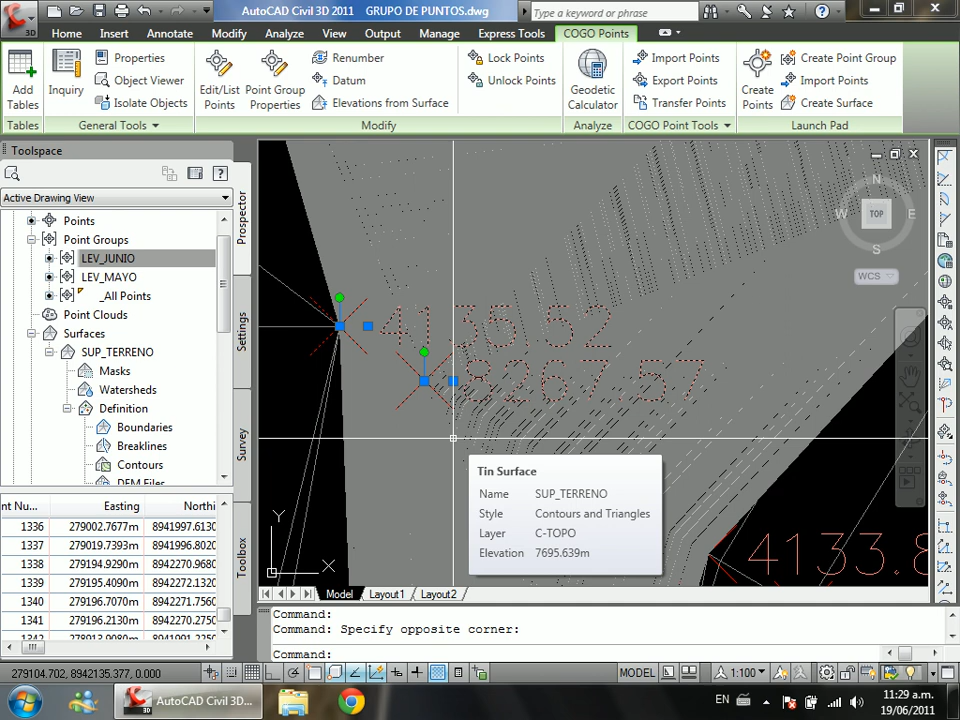 AutoCAD Civil 3D 2011 GRUPO DE PUNTOS.dwg
Type a keyword or phrase
Home Insert Annotate Modify Analyze View Output Manage Express Tools COGO Points
Add Tables
Inquiry
Properties
Object Viewer
Isolate Objects
Edit/List Points
Point Group Properties
Renumber
Datum
Elevations from Surface
Lock Points
Unlock Points
Geodetic Calculator
Import Points
Export Points
Transfer Points
Create Points
Create Point Group
Import Points
Create Surface
Tables General Tools Modify Analyze COGO Point Tools Launch Pad
Toolspace
Active Drawing View
Points
Point Groups
LEV_JUNIO
LEV_MAYO
_All Points
Point Clouds
Surfaces
SUP_TERRENO
Masks
Watersheds
Definition
Boundaries
Breaklines
Contours
DEM Files
Prospector
Settings
Survey
Toolbox
nt Nu... Easting Northi
1336 279002.7677m 8941997.6130
1337 279019.7393m 8941996.8020
1338 279194.9290m 8942270.9680
1339 279195.4090m 8942272.1320
1340 279196.7070m 8942271.7560
1341 279196.2130m 8942270.2750
1342 278913.9080m 8941991.2250
N
W TOP E
S
WCS
4135.52
8267.57
4133.8
Tin Surface
Name SUP_TERRENO
Style Contours and Triangles
Layer C-TOPO
Elevation 7695.639m
Y
X
Model Layout1 Layout2
Command:
Command: Specify opposite corner:
Command:
279104.702, 8942135.377, 0.000
MODEL
1:100
AutoCAD Civil 3D...
EN
11:29 a.m.
19/06/2011